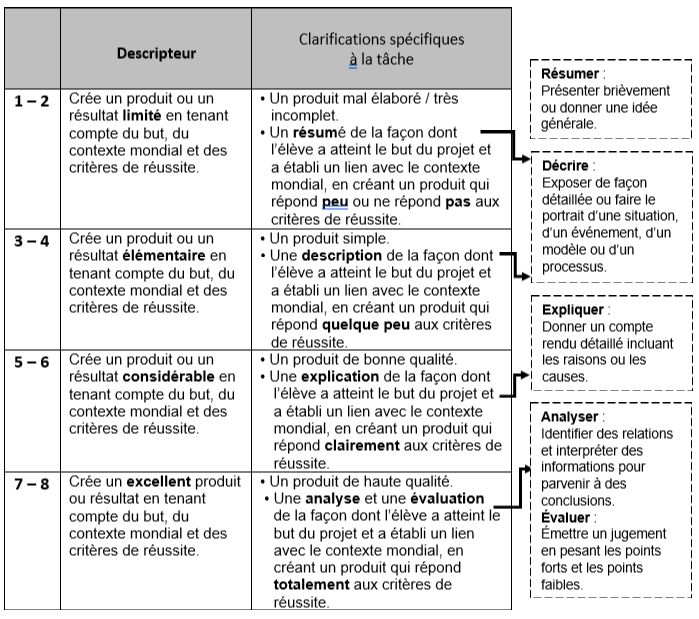 Descripteur
Clarifications spécifiques
à la tâche
1 – 2
Crée un produit ou un
résultat limité en tenant
compte du but, du
contexte mondial et des
critères de réussite.
• Un produit mal élaboré / très
incomplet.
• Un résumé de la façon dont
l'élève a atteint le but du projet et
a établi un lien avec le contexte
mondial, en créant un produit qui
répond peu ou ne répond pas aux
critères de réussite.
3 – 4
Crée un produit ou un
résultat élémentaire en
tenant compte du but, du
contexte mondial et des
critères de réussite.
• Un produit simple.
• Une description de la façon dont
l'élève a atteint le but du projet et
a établi un lien avec le contexte
mondial, en créant un produit qui
répond quelque peu aux critères
de réussite.
5 – 6
Crée un produit ou un
résultat considérable en
tenant compte du but, du
contexte mondial et des
critères de réussite.
• Un produit de bonne qualité.
• Une explication de la façon dont
l'élève a atteint le but du projet et
a établi un lien avec le contexte
mondial, en créant un produit qui
répond clairement aux critères de
réussite.
7 – 8
Crée un excellent produit
ou résultat en tenant
compte du but, du
contexte mondial et des
critères de réussite.
• Un produit de haute qualité.
• Une analyse et une évaluation
de la façon dont l'élève a atteint le
but du projet et a établi un lien
avec le contexte mondial, en
créant un produit qui répond
totalement aux critères de
réussite.
Résumer :
Présenter brièvement
ou donner une idée
générale.
Décrire :
Exposer de façon
détaillée ou faire le
portrait d'une situation,
d'un événement, d'un
modèle ou d'un
processus.
Expliquer :
Donner un compte
rendu détaillé incluant
les raisons ou les
causes.
Analyser :
Identifier des relations
et interpréter des
informations pour
parvenir à des
conclusions.
Évaluer :
Émettre un jugement
en pesant les points
forts et les points
faibles.